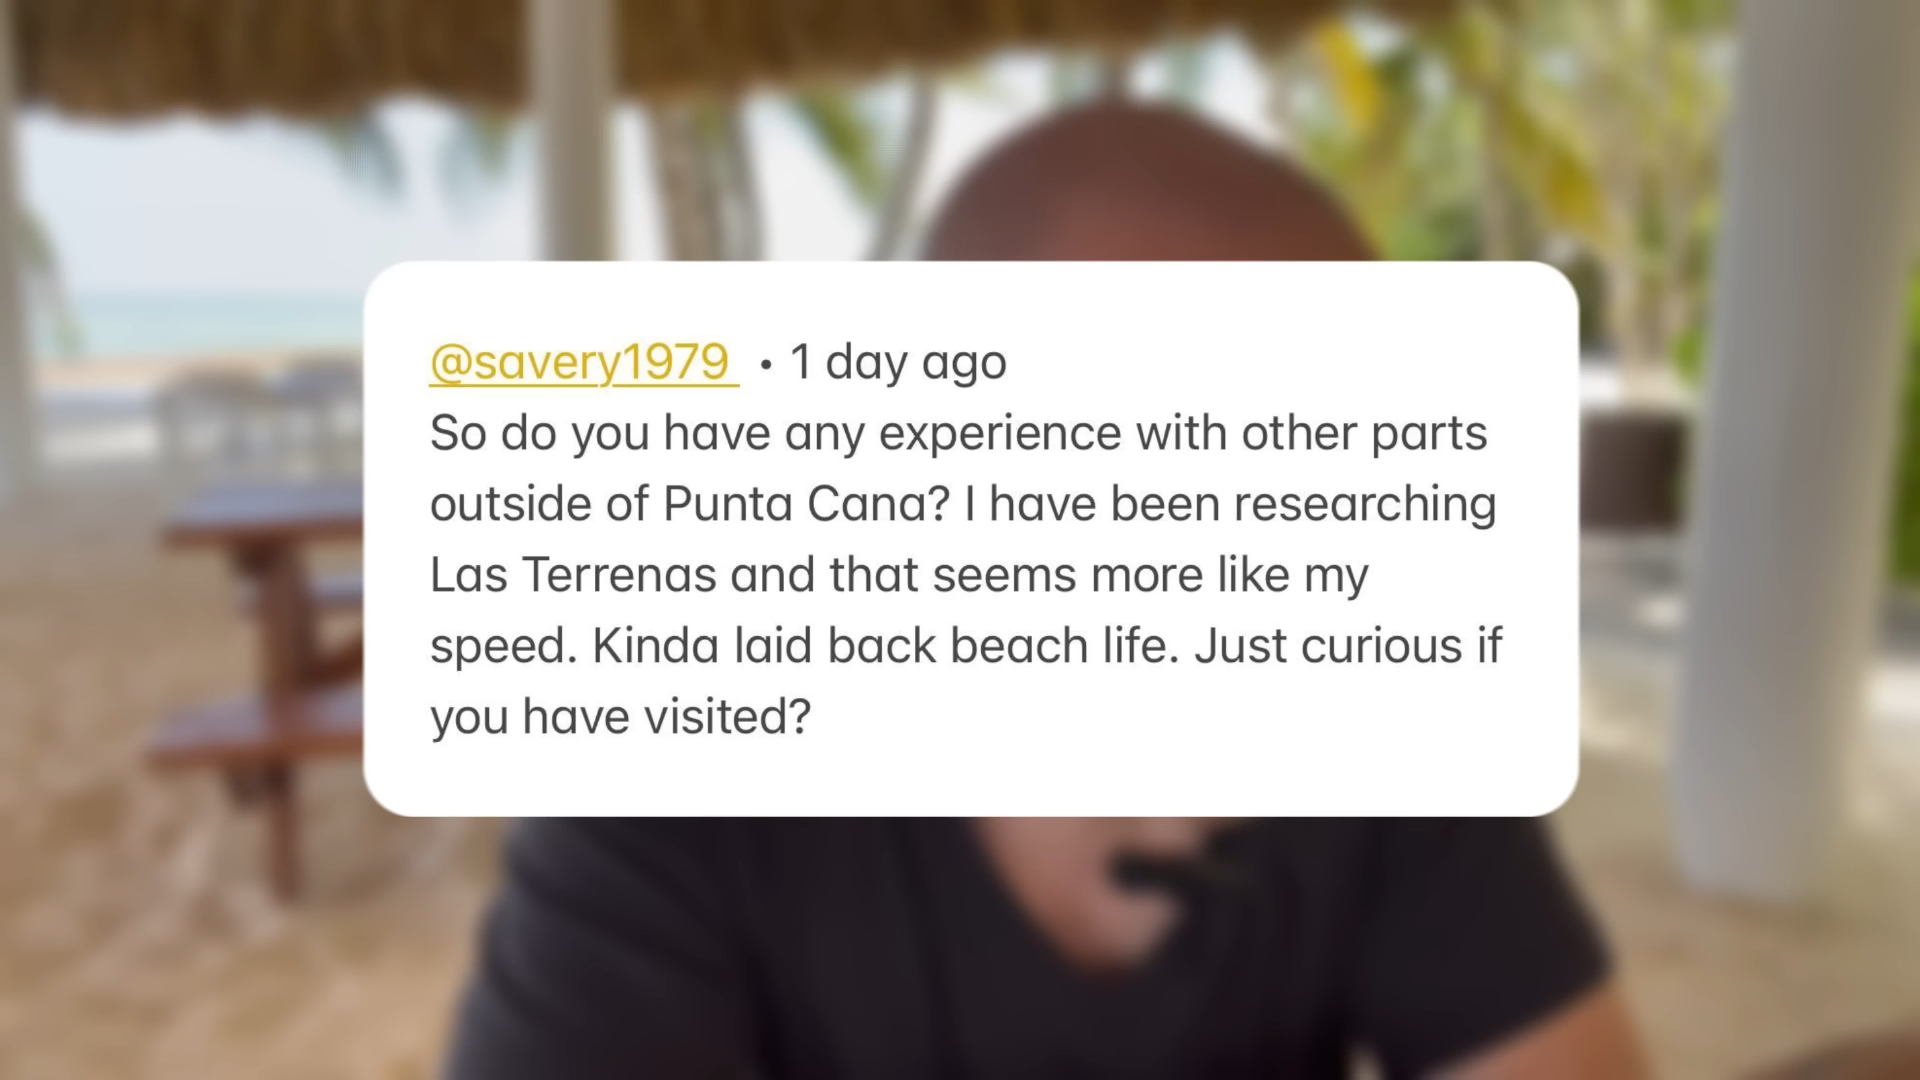 @savery1979 • 1 day ago
So do you have any experience with other parts
outside of Punta Cana? I have been researching
Las Terrenas and that seems more like my
speed. Kinda laid back beach life. Just curious if
you have visited?